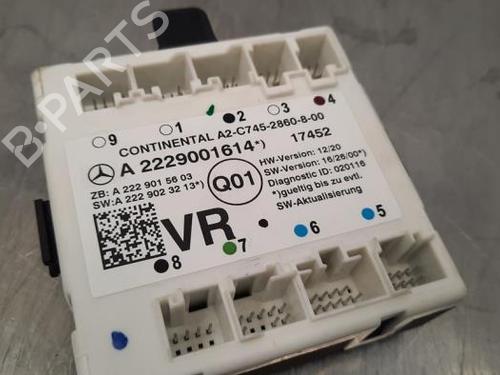 B-PARTS
9 1 2 3 4
CONTINENTAL A2-C745-2860-8-00
A 2229001614*) 17452
ZB: A 222 901 56 03
SW:A 222 902 32 13*)
Q01
HW-Version: 12/20
SW-Version: 16/26/00*)
Diagnostic ID: 020116
*)gueltig bis zu evtl.
SW-Aktualisierung
VR
8 7 6 5